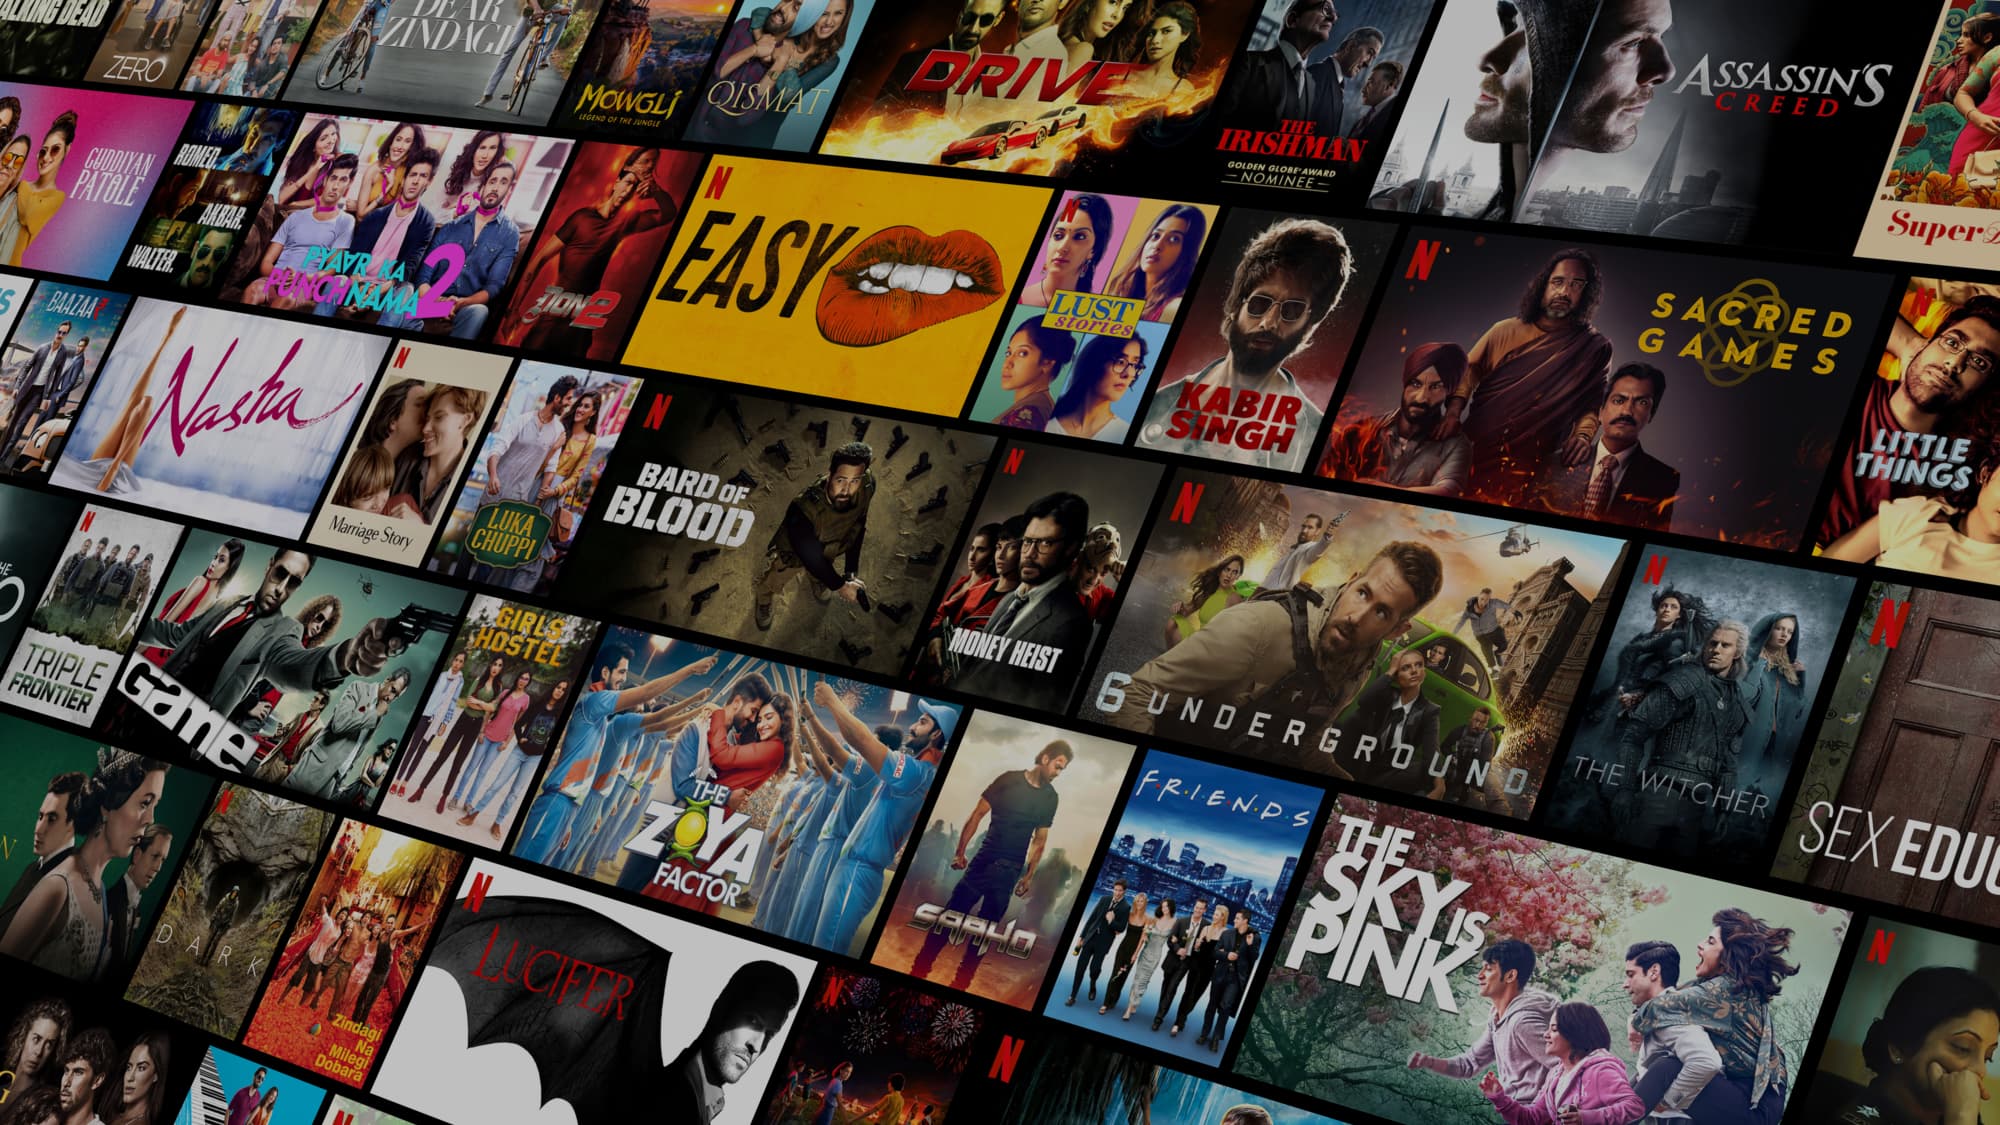 WALKING DEAD
ZERO
DEAR
ZINDAGI
MOWGLI
LEGEND OF THE JUNGLE
QISMAT
DRIVE
THE
IRISHMAN
GOLDEN GLOBE® AWARD
NOMINEE
ASSASSIN'S
CREED
Super
GUDDIYAN
PATOLE
ROMEO.
AKBAR.
WALTER.
PYAAR KA
PUNCHNAMA 2
DON 2
N
EASY
N
LUST
stories
KABIR
SINGH
N
SACRED
GAMES
N
LITTLE
THINGS
BAAZAAR
Nasha
N
Marriage Story
LUKA
CHUPPI
N
BARD OF
BLOOD
N
MONEY HEIST
N
6 UNDERGROUND
N
THE WITCHER
N
SEX EDUC
N
TRIPLE
FRONTIER
Game
GIRLS
HOSTEL
THE
ZOYA
FACTOR
SAAHO
F·R·I·E·N·D·S
THE
SKY IS
PINK
N
N
DARK
Zindagi
Na
Milegi
Dobara
N
LUCIFER
N
N
N